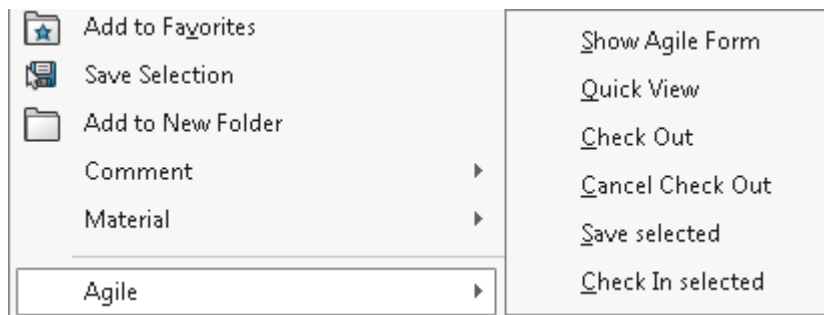 Add to Favorites
Save Selection
Add to New Folder
Comment
Material
Agile
Show Agile Form
Quick View
Check Out
Cancel Check Out
Save selected
Check In selected